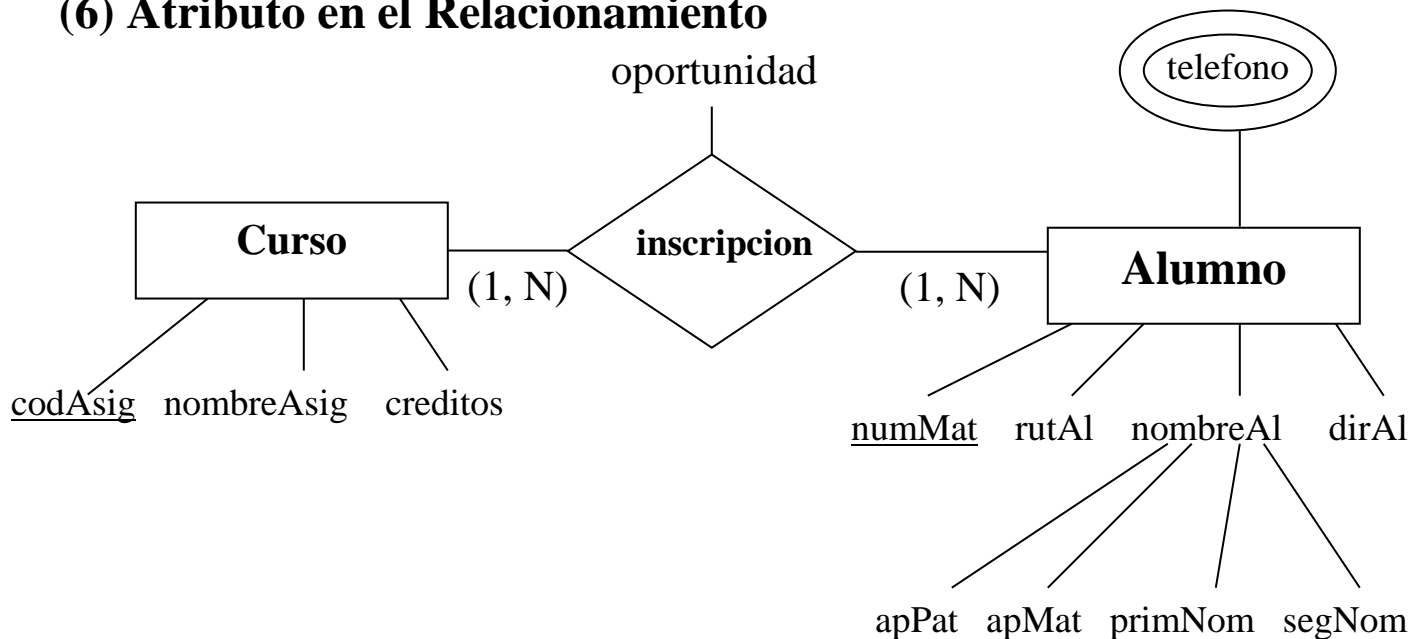 (6) Atributo en el Relacionamiento
oportunidad
telefono
Curso
inscripcion
Alumno
(1, N)
(1, N)
codAsig nombreAsig creditos
numMat rutAl nombreAl dirAl
apPat apMat primNom segNom